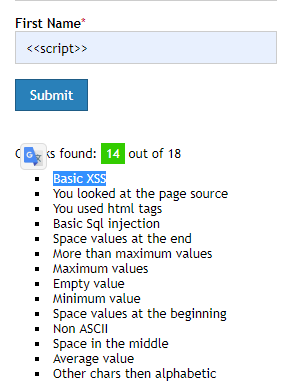 First Name*
<<script>>
Submit
ks found: 14 out of 18
Basic XSS
You looked at the page source
You used html tags
Basic Sql injection
Space values at the end
More than maximum values
Maximum values
Empty value
Minimum value
Space values at the beginning
Non ASCII
Space in the middle
Average value
Other chars then alphabetic